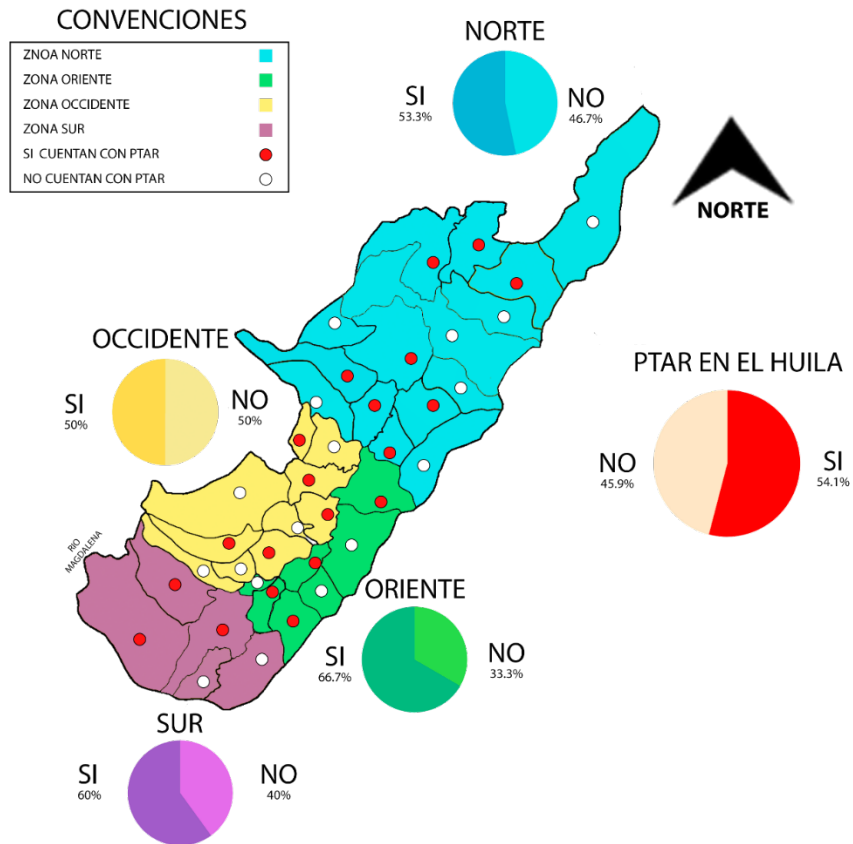 CONVENCIONES
ZNOA NORTE
ZONA ORIENTE
ZONA OCCIDENTE
ZONA SUR
SI CUENTAN CON PTAR
NO CUENTAN CON PTAR
NORTE
SI
53.3%
NO
46.7%
NORTE
OCCIDENTE
SI
50%
NO
50%
PTAR EN EL HUILA
NO
45.9%
SI
54.1%
RIO
MAGDALENA
ORIENTE
SI
66.7%
NO
33.3%
SUR
SI
60%
NO
40%